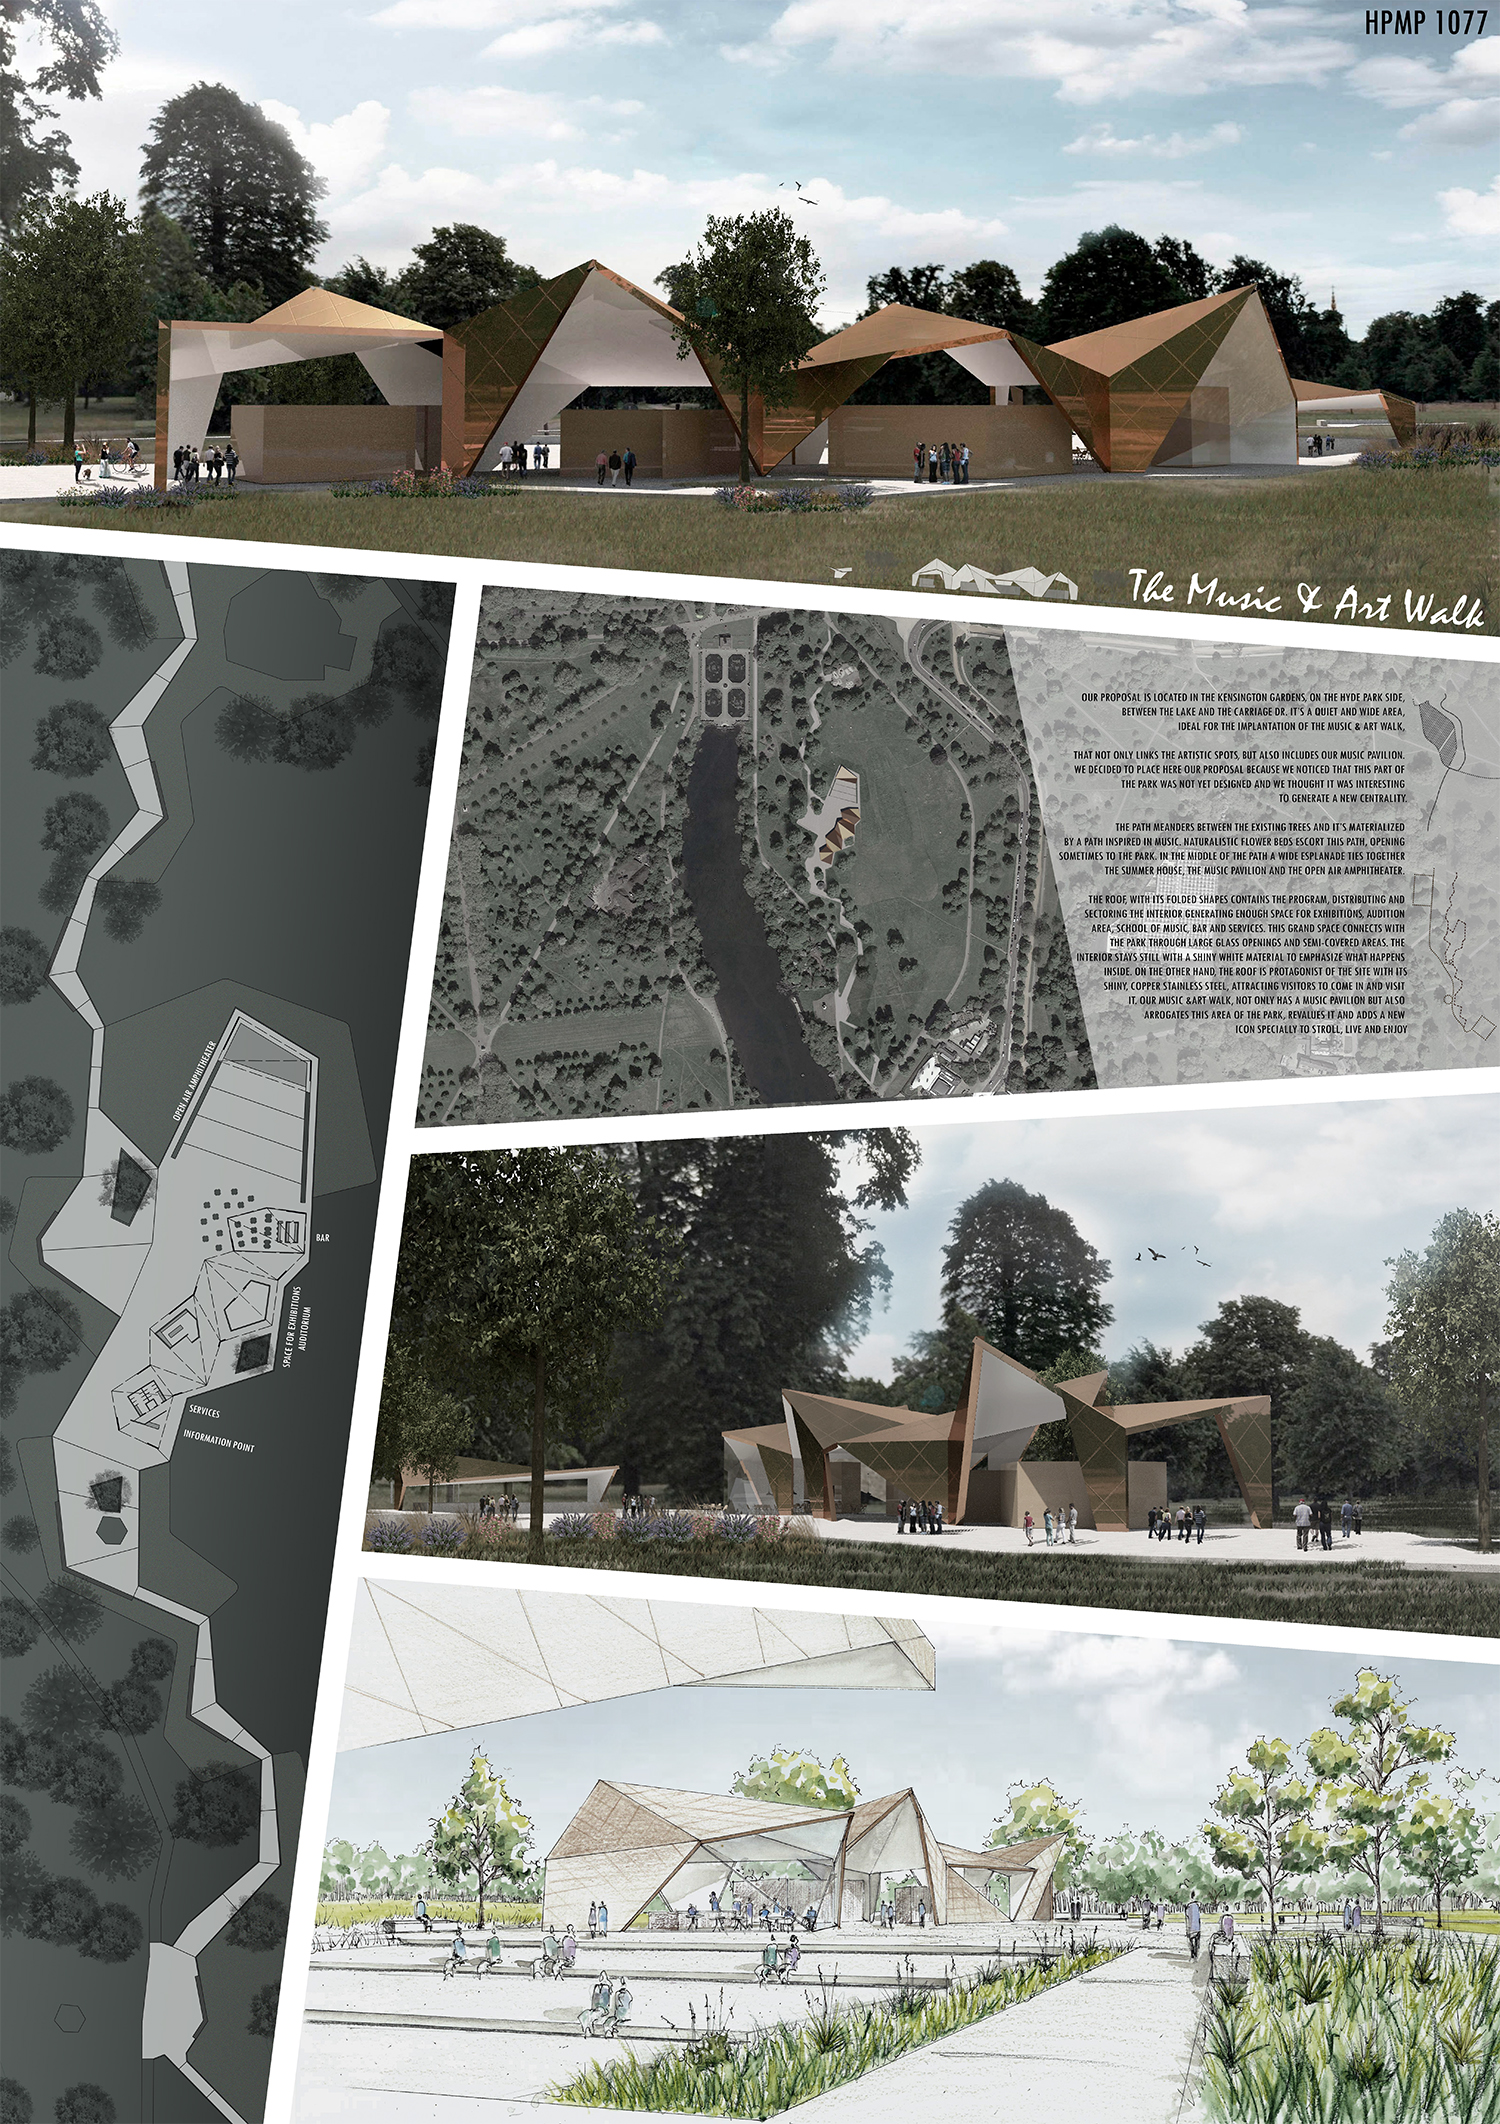 HPMP 1077
The Music & Art Walk
OUR PROPOSAL IS LOCATED IN THE KENSINGTON GARDENS, ON THE HYDE PARK SIDE,
BETWEEN THE LAKE AND THE CARRIAGE DR. IT'S A QUIET AND WIDE AREA,
IDEAL FOR THE IMPLANTATION OF THE MUSIC & ART WALK,
THAT NOT ONLY LINKS THE ARTISTIC SPOTS, BUT ALSO INCLUDES OUR MUSIC PAVILION.
WE DECIDED TO PLACE HERE OUR PROPOSAL BECAUSE WE NOTICED THAT THIS PART OF
THE PARK WAS NOT YET DESIGNED AND WE THOUGHT IT WAS INTERESTING
TO GENERATE A NEW CENTRALITY.
THE PATH MEANDERS BETWEEN THE EXISTING TREES AND IT'S MATERIALIZED
BY A PATH INSPIRED IN MUSIC. NATURALISTIC FLOWER BEDS ESCORT THIS PATH, OPENING
SOMETIMES TO THE PARK. IN THE MIDDLE OF THE PATH A WIDE ESPLANADE TIES TOGETHER
THE SUMMER HOUSE, THE MUSIC PAVILION AND THE OPEN AIR AMPHITEATER.
THE ROOF, WITH ITS FOLDED SHAPES CONTAINS THE PROGRAM, DISTRIBUTING AND
SECTORING THE INTERIOR GENERATING ENOUGH SPACE FOR EXHIBITIONS, AUDITION
AREA, SCHOOL OF MUSIC, BAR AND SERVICES. THIS GRAND SPACE CONNECTS WITH
THE PARK THROUGH LARGE GLASS OPENINGS AND SEMI-COVERED AREAS. THE
INTERIOR STAYS STILL WITH A SHINY WHITE MATERIAL TO EMPHASIZE WHAT HAPPENS
INSIDE. ON THE OTHER HAND, THE ROOF IS PROTAGONIST OF THE SITE WITH ITS
SHINY, COPPER STAINLESS STEEL, ATTRACTING VISITORS TO COME IN AND VISIT
IT. OUR MUSIC &ART WALK, NOT ONLY HAS A MUSIC PAVILION BUT ALSO
ARROGATES THIS AREA OF THE PARK, REVALUES IT AND ADDS A NEW
ICON SPECIALLY TO STROLL, LIVE AND ENJOY
OPEN AIR AMPHITEATER
BAR
SPACE FOR EXHIBITIONS
AUDITORIUM
SERVICES
INFORMATION POINT